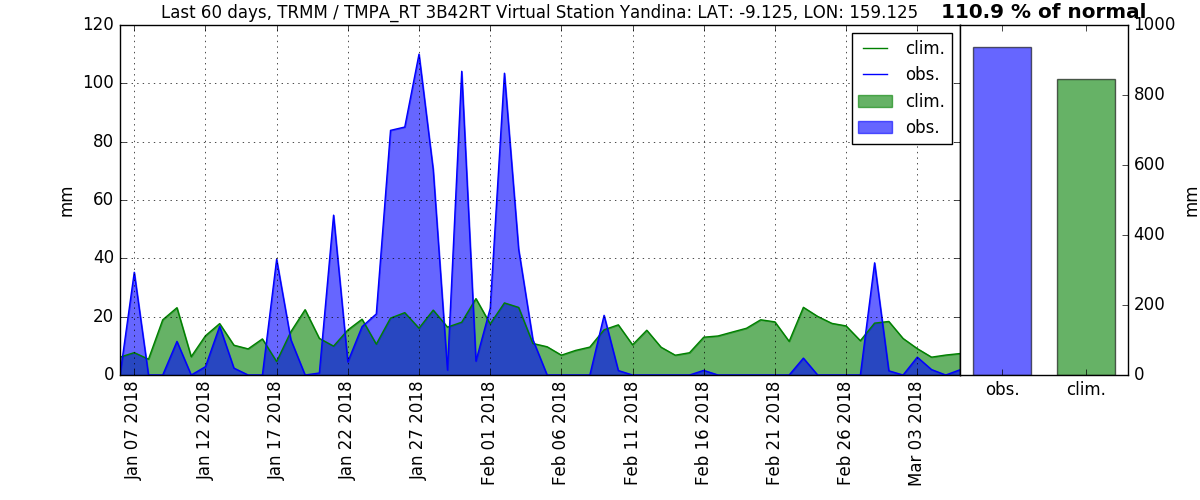 Last 60 days, TRMM / TMPA_RT 3B42RT Virtual Station Yandina: LAT: -9.125, LON: 159.125
110.9 % of normal
120
100
80
60
40
20
0
mm
clim.
obs.
clim.
obs.
1000
800
600
400
200
0
mm
Jan 07 2018
Jan 12 2018
Jan 17 2018
Jan 22 2018
Jan 27 2018
Feb 01 2018
Feb 06 2018
Feb 11 2018
Feb 16 2018
Feb 21 2018
Feb 26 2018
Mar 03 2018
obs.
clim.